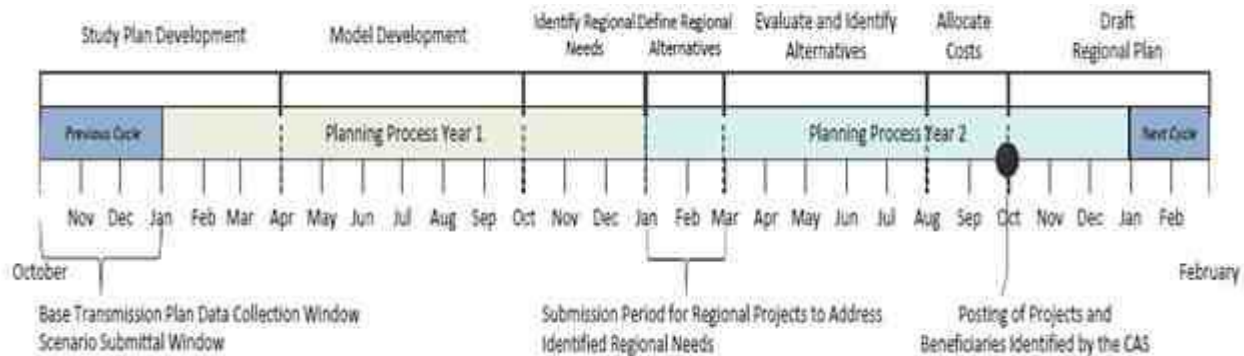 Study Plan Development
Model Development
Identify Regional
Needs
Define Regional
Alternatives
Evaluate and Identify
Alternatives
Allocate
Costs
Draft
Regional Plan
Previous Cycle
Planning Process Year 1
Planning Process Year 2
Next Cycle
Nov Dec Jan Feb Mar Apr May Jun Jul Aug Sep Oct Nov Dec Jan Feb Mar Apr May Jun Jul Aug Sep Oct Nov Dec Jan Feb
October
February
Base Transmission Plan Data Collection Window
Scenario Submittal Window
Submission Period for Regional Projects to Address
Identified Regional Needs
Posting of Projects and
Beneficiaries Identified by the CAS